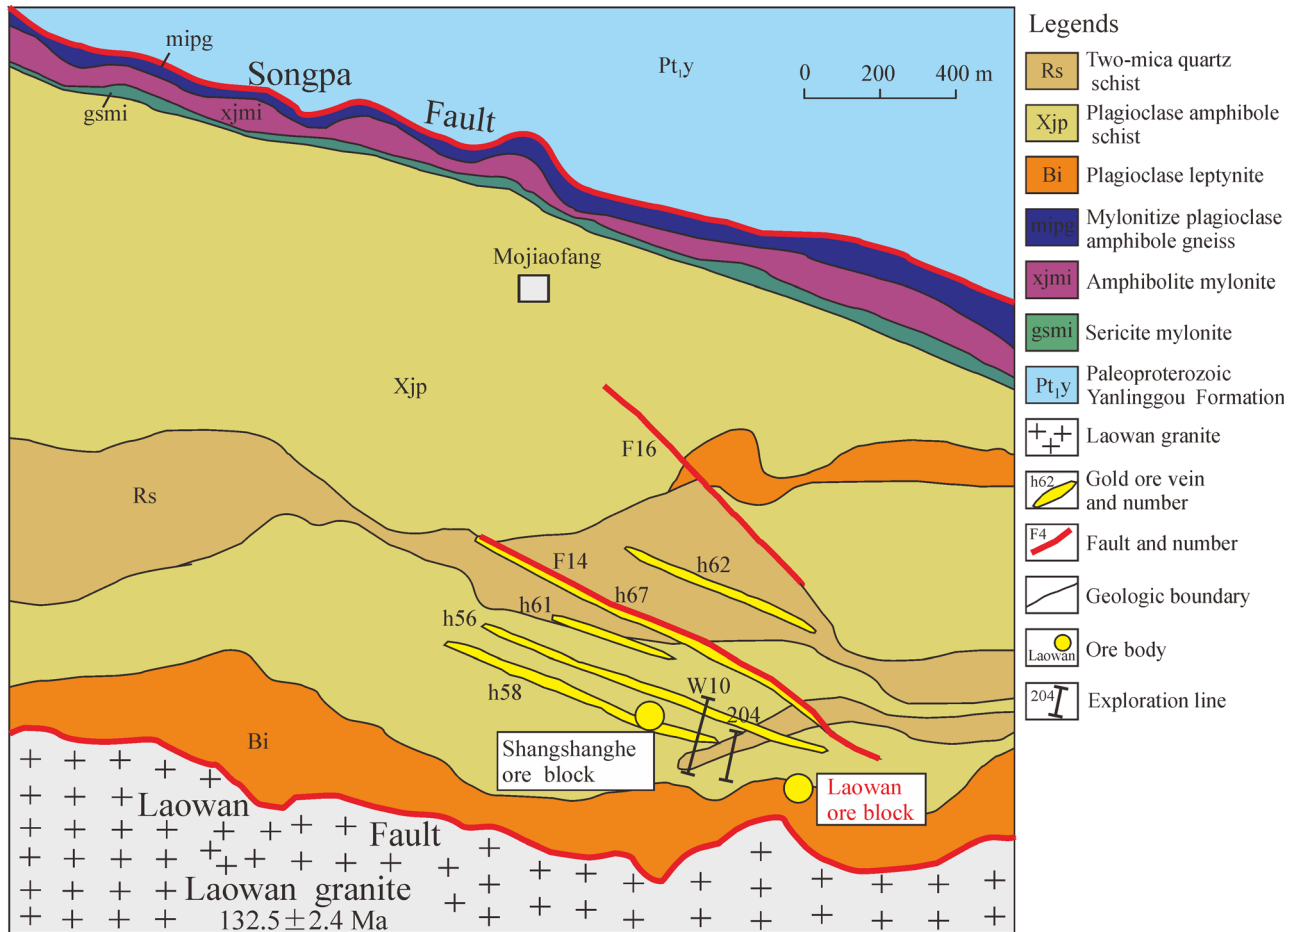 mipg
Songpa
Fault
gsmi
xjmi
Pt₁y
0 200 400 m
Mojiaofang
Xjp
Rs
F16
F14
h62
h67
h61
h56
h58
W10
204
Shangshanghe
ore block
Laowan
ore block
Bi
Laowan
Fault
Laowan granite
132.5±2.4 Ma
Legends
Rs Two-mica quartz
schist
Xjp Plagioclase amphibole
schist
Bi Plagioclase leptynite
mipg Mylonitize plagioclase
amphibole gneiss
xjmi Amphibolite mylonite
gsmi Sericite mylonite
Pt₁y Paleoproterozoic
Yanlinggou Formation
Laowan granite
h62 Gold ore vein
and number
F4 Fault and number
Geologic boundary
Laowan Ore body
204 Exploration line